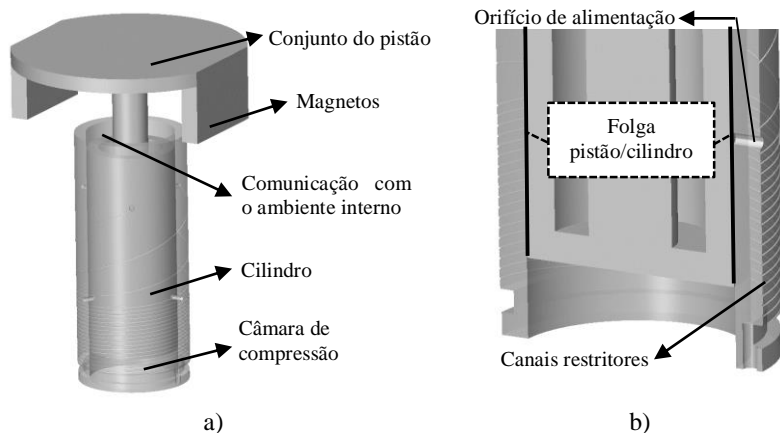 Conjunto do pistão
Magnetos
Comunicação com
o ambiente interno
Cilindro
Câmara de
compressão
a)
Orifício de alimentação
Folga
pistão/cilindro
Canais restritores
b)